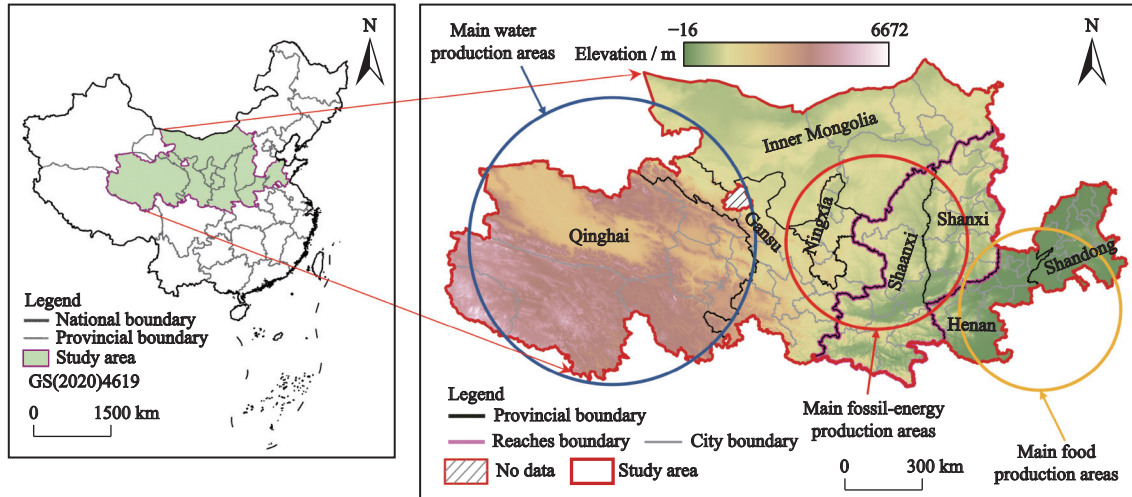 N
Legend
National boundary
Provincial boundary
Study area
GS(2020)4619
0 1500 km
Main water
production areas
−16 6672
Elevation / m
N
Inner Mongolia
Qinghai
Gansu
Ningxia
Shaanxi
Shanxi
Shandong
Henan
Legend
Provincial boundary
Reaches boundary
City boundary
No data
Study area
Main fossil-energy
production areas
0 300 km
Main food
production areas